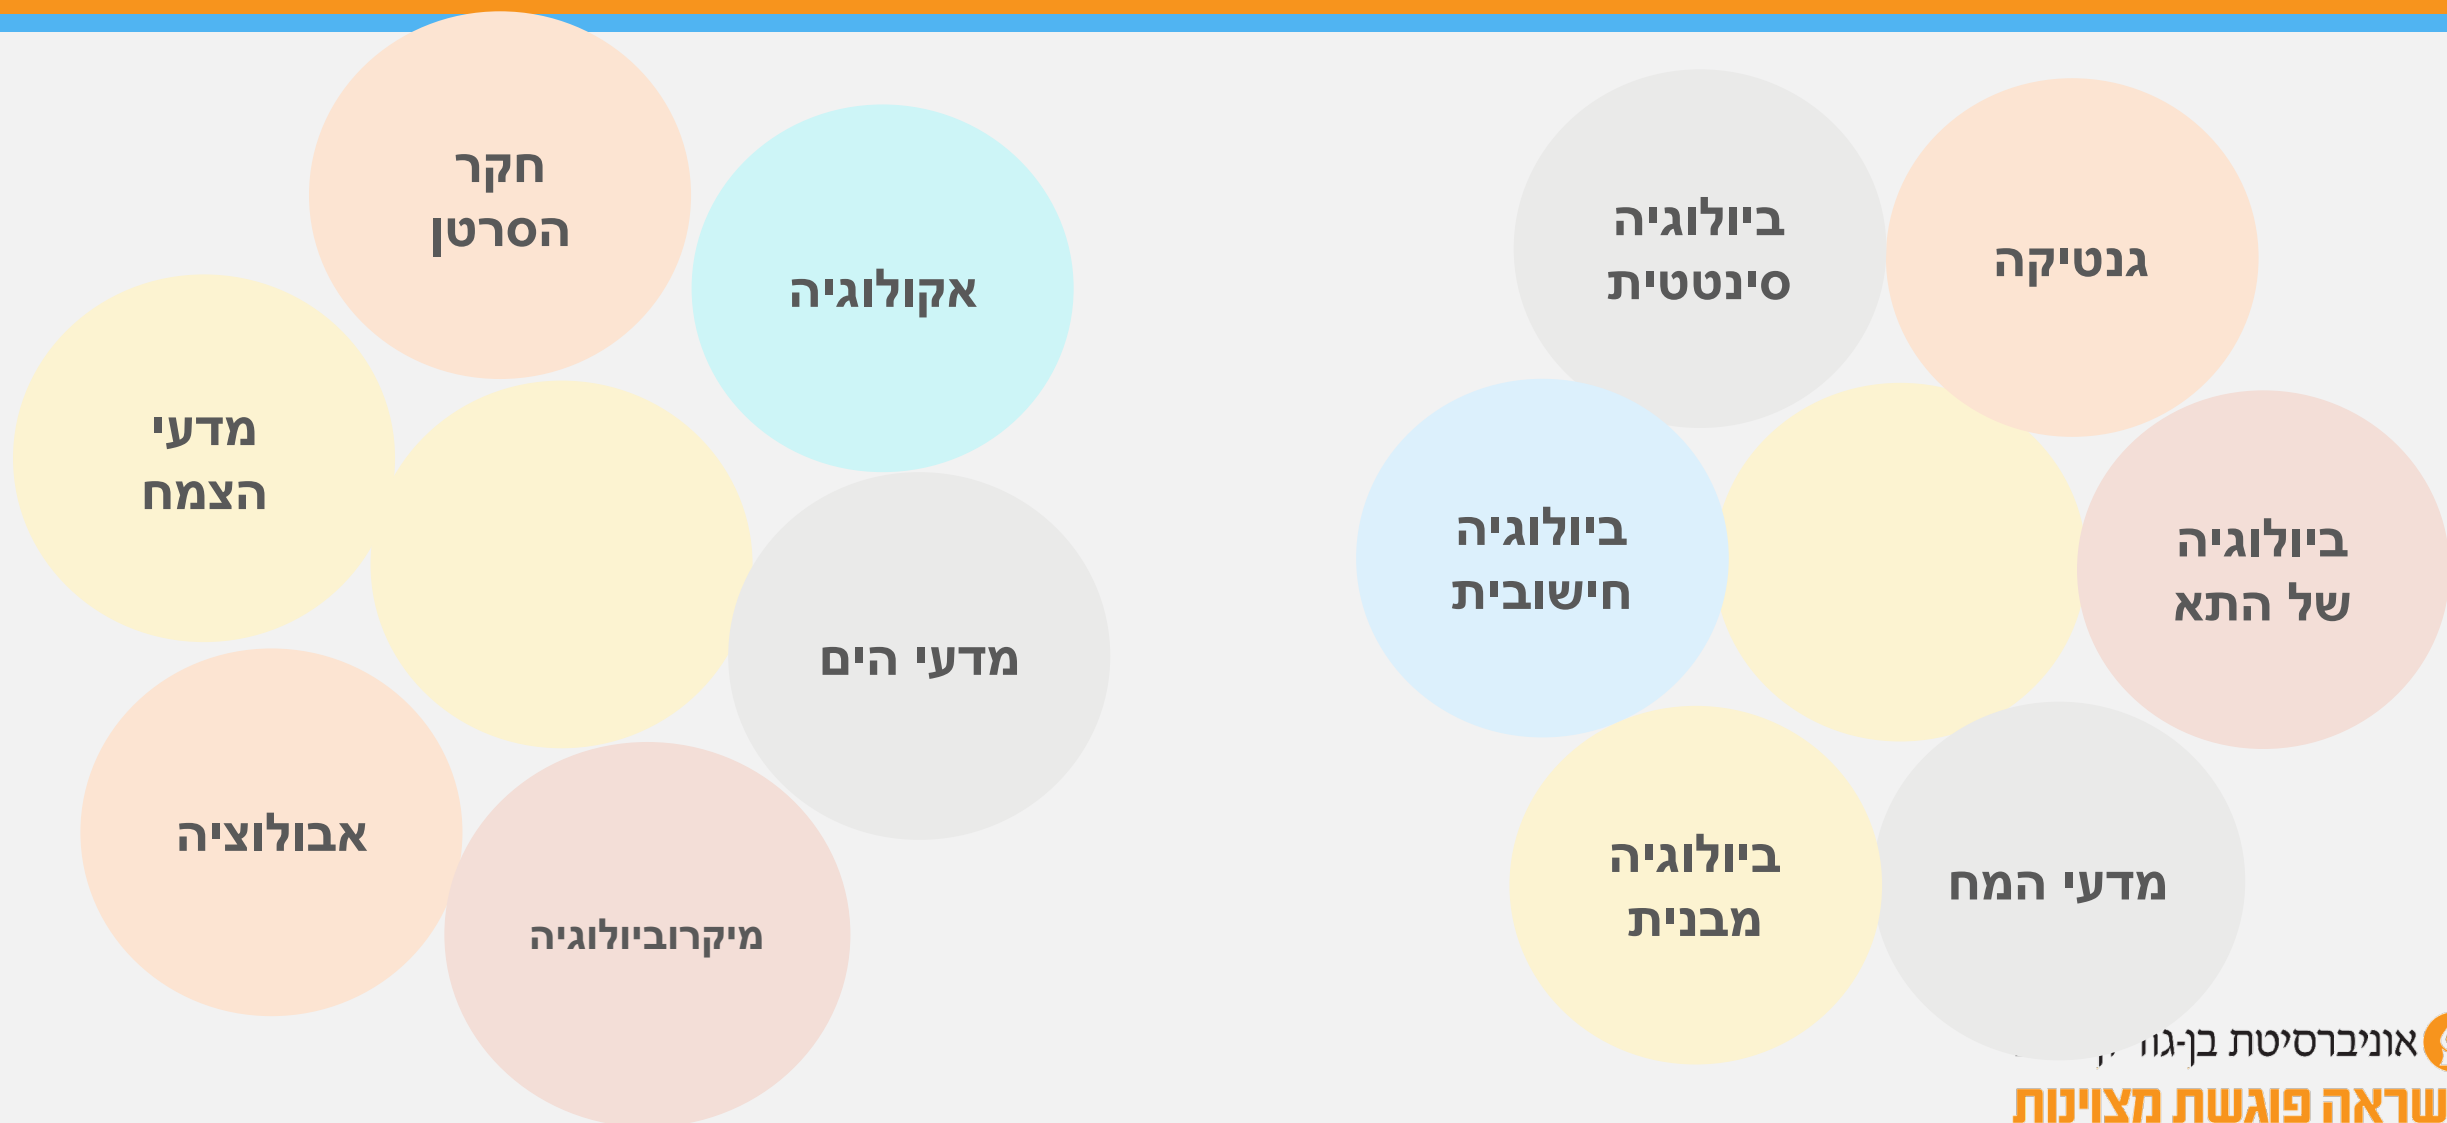 גנטיקה
ביולוגיה
סינטטית
ביולוגיה
של התא
ביולוגיה
חישובית
מדעי המח
ביולוגיה
מבנית
חקר
הסרטן
אקולוגיה
מדעי
הצמח
מדעי הים
אבולוציה
מיקרוביולוגיה
אוניברסיטת
פוגשת מצוינות